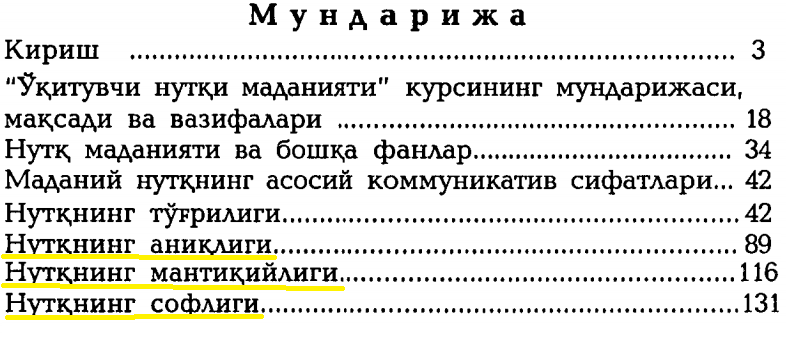 Мундарижа
Кириш ........................................................................ 3
“Ўқитувчи нутқи маданияти” курсининг мундарижаси,
мақсади ва вазифалари ................................................ 18
Нутқ маданияти ва бошқа фанлар............................... 34
Маданий нутқнинг асосий коммуникатив сифатлари... 42
Нутқнинг тўғрилиги....................................................... 42
Нутқнинг аниқлиги........................................................ 89
Нутқнинг мантиқийлиги................................................116
Нутқнинг софлиги..........................................................131